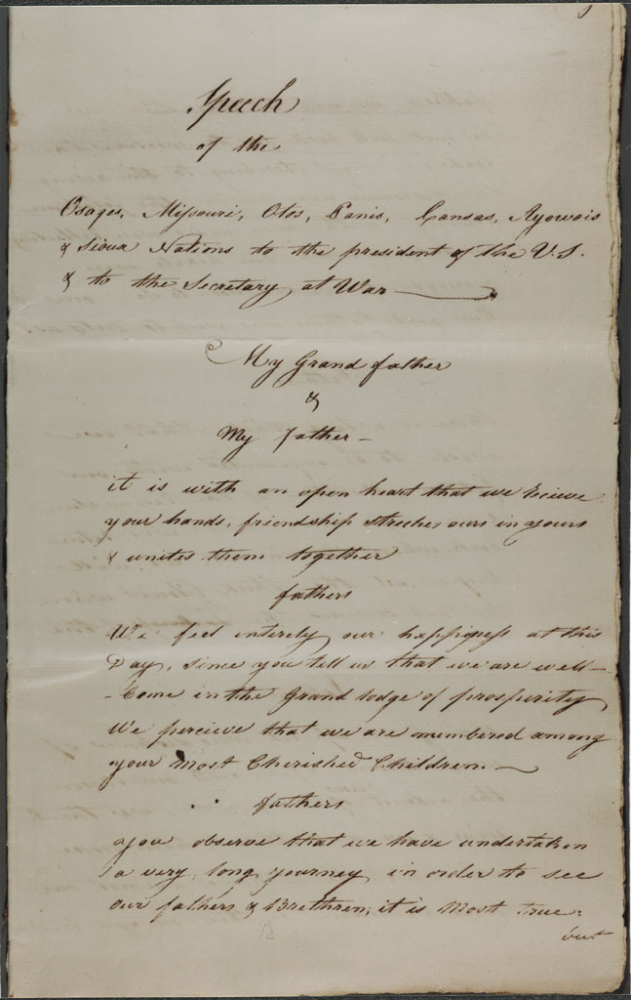 Speech
of the
Osages, Missouri, Otos, Panis, Cansas, Ayowais
& Sioux Nations to the president of the U.S.
& to the Secretary at War
My Grand father
&
My father –
it is with an open heart that we recieve
your hands, friendship streches ours in yours
& unites them together
fathers
We feel entirely our happiness at this
Day, since you tell us that we are well–
–Come in the Grand lodge of prosperity
We perceive that we are numbered among
your most Cherished Children. –
fathers
you observe that we have undertaken
a very long journey in order to see
our fathers & Brethren; it is Most true:
but